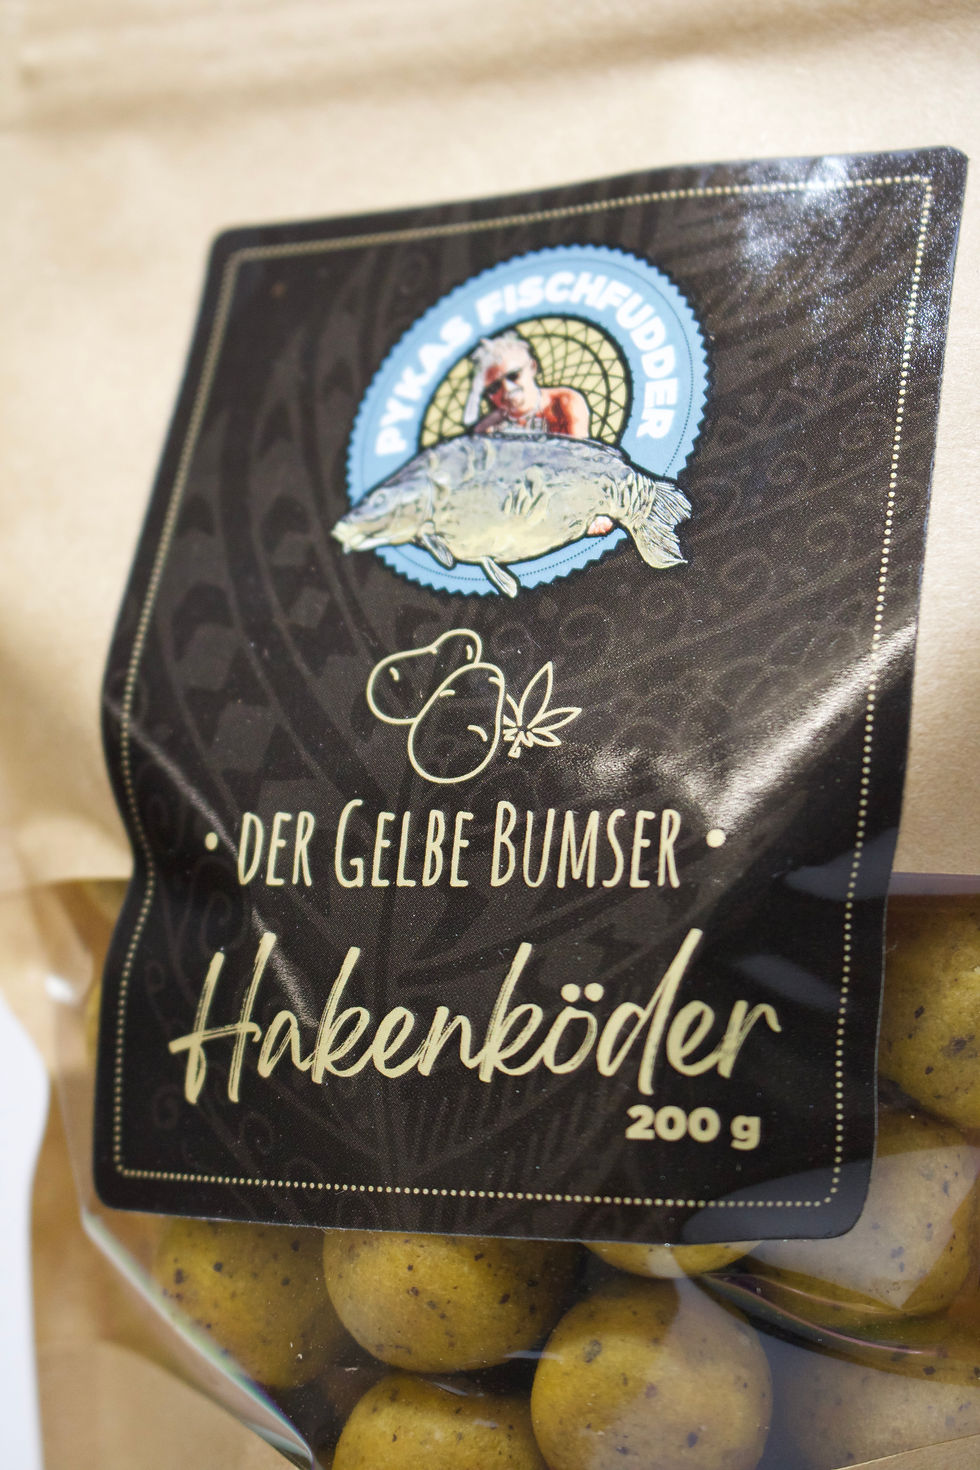 PYKAS FISCHFUDDER
• DER GELBE BUMSER •
Hakenköder
200 g